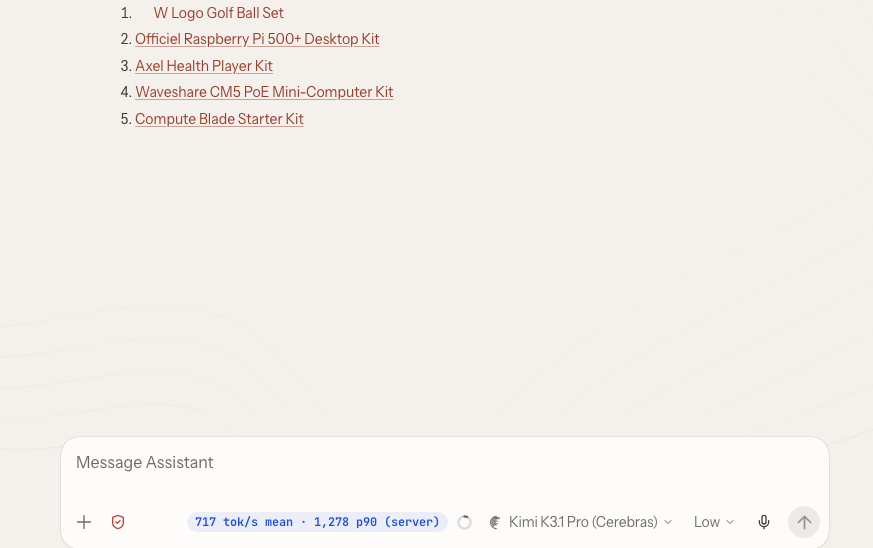 1. W Logo Golf Ball Set
2. Officiel Raspberry Pi 500+ Desktop Kit
3. Axel Health Player Kit
4. Waveshare CM5 PoE Mini-Computer Kit
5. Compute Blade Starter Kit
Message Assistant
717 tok/s mean · 1,278 p90 (server) Kimi K3.1 Pro (Cerebras) Low